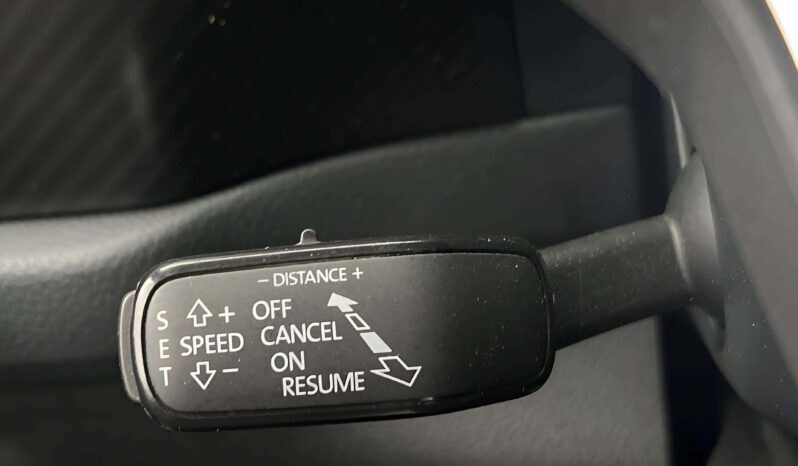 − DISTANCE +
S + OFF
E SPEED CANCEL
T − ON
RESUME